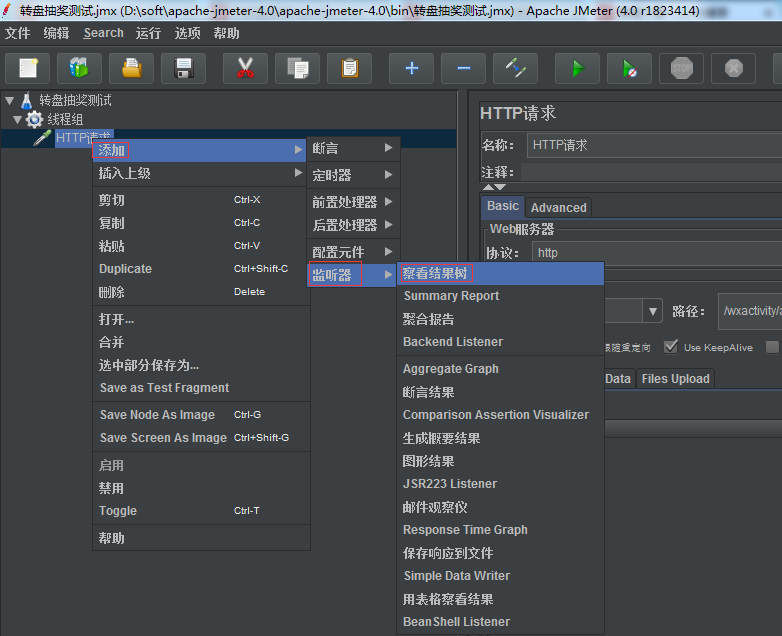 转盘抽奖测试.jmx (D:\soft\apache-jmeter-4.0\apache-jmeter-4.0\bin\转盘抽奖测试.jmx) - Apache JMeter (4.0 r1823414)
文件 编辑 Search 运行 选项 帮助
STOP
转盘抽奖测试
线程组
HTTP请求
添加
插入上级
剪切 Ctrl-X
复制 Ctrl-C
粘贴 Ctrl-V
Duplicate Ctrl+Shift-C
删除 Delete
打开...
合并
选中部分保存为...
Save as Test Fragment
Save Node As Image Ctrl-G
Save Screen As Image Ctrl+Shift-G
启用
禁用
Toggle Ctrl-T
帮助
断言
定时器
前置处理器
后置处理器
配置元件
监听器
察看结果树
Summary Report
聚合报告
Backend Listener
Aggregate Graph
断言结果
Comparison Assertion Visualizer
生成概要结果
图形结果
JSR223 Listener
邮件观察仪
Response Time Graph
保存响应到文件
Simple Data Writer
用表格察看结果
BeanShell Listener
HTTP请求
名称： HTTP请求
注释：
Basic Advanced
Web服务器
协议： http
路径： /wxactivity/a
随重定向 Use KeepAlive
Data Files Upload